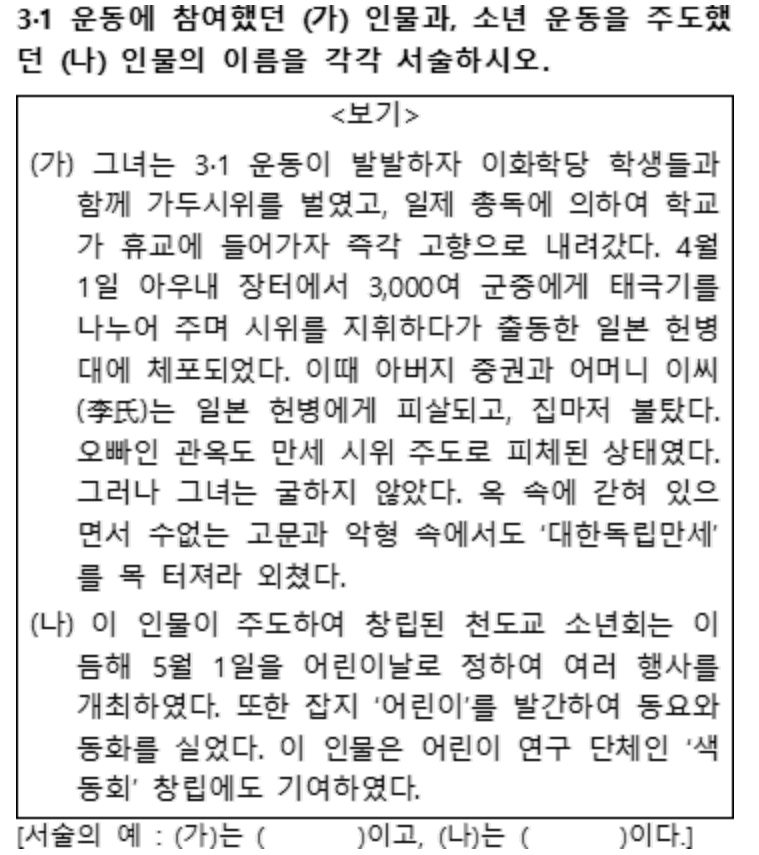 3·1 운동에 참여했던 (가) 인물과, 소년 운동을 주도했
던 (나) 인물의 이름을 각각 서술하시오.
<보기>
(가) 그녀는 3·1 운동이 발발하자 이화학당 학생들과
함께 가두시위를 벌였고, 일제 총독에 의하여 학교
가 휴교에 들어가자 즉각 고향으로 내려갔다. 4월
1일 아우내 장터에서 3,000여 군중에게 태극기를
나누어 주며 시위를 지휘하다가 출동한 일본 헌병
대에 체포되었다. 이때 아버지 중권과 어머니 이씨
(李氏)는 일본 헌병에게 피살되고, 집마저 불탔다.
오빠인 관옥도 만세 시위 주도로 피체된 상태였다.
그러나 그녀는 굴하지 않았다. 옥 속에 갇혀 있으
면서 수없는 고문과 악형 속에서도 '대한독립만세'
를 목 터져라 외쳤다.
(나) 이 인물이 주도하여 창립된 천도교 소년회는 이
듬해 5월 1일을 어린이날로 정하여 여러 행사를
개최하였다. 또한 잡지 '어린이'를 발간하여 동요와
동화를 실었다. 이 인물은 어린이 연구 단체인 '색
동회' 창립에도 기여하였다.
[서술의 예 : (가)는 (          )이고, (나)는 (          )이다.]